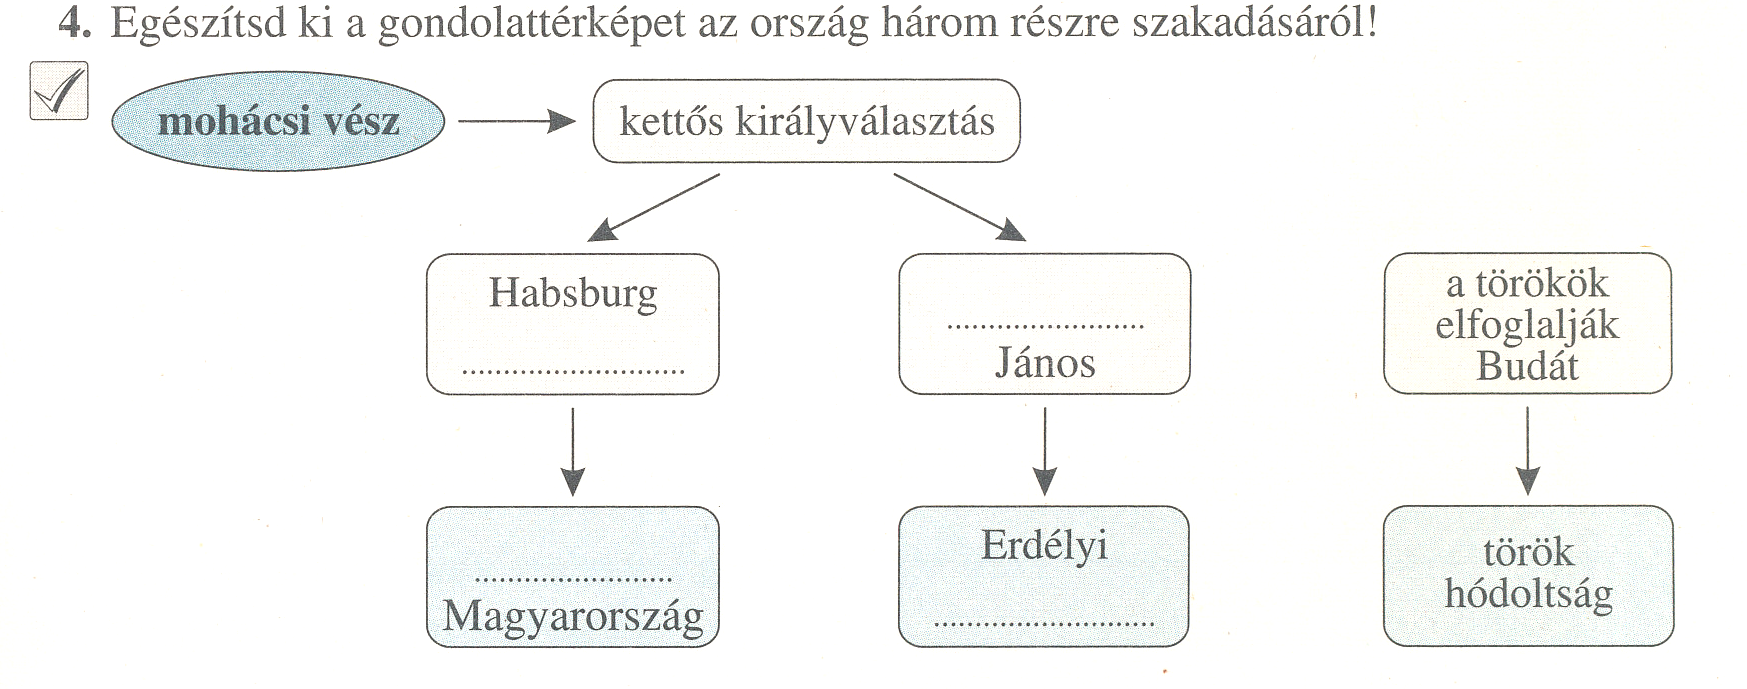 4. Egészítsd ki a gondolattérképet az ország három részre szakadásáról!
mohácsi vész
kettős királyválasztás
Habsburg
...........................
........................
János
a törökök
elfoglalják
Budát
........................
Magyarország
Erdélyi
...........................
török
hódoltság